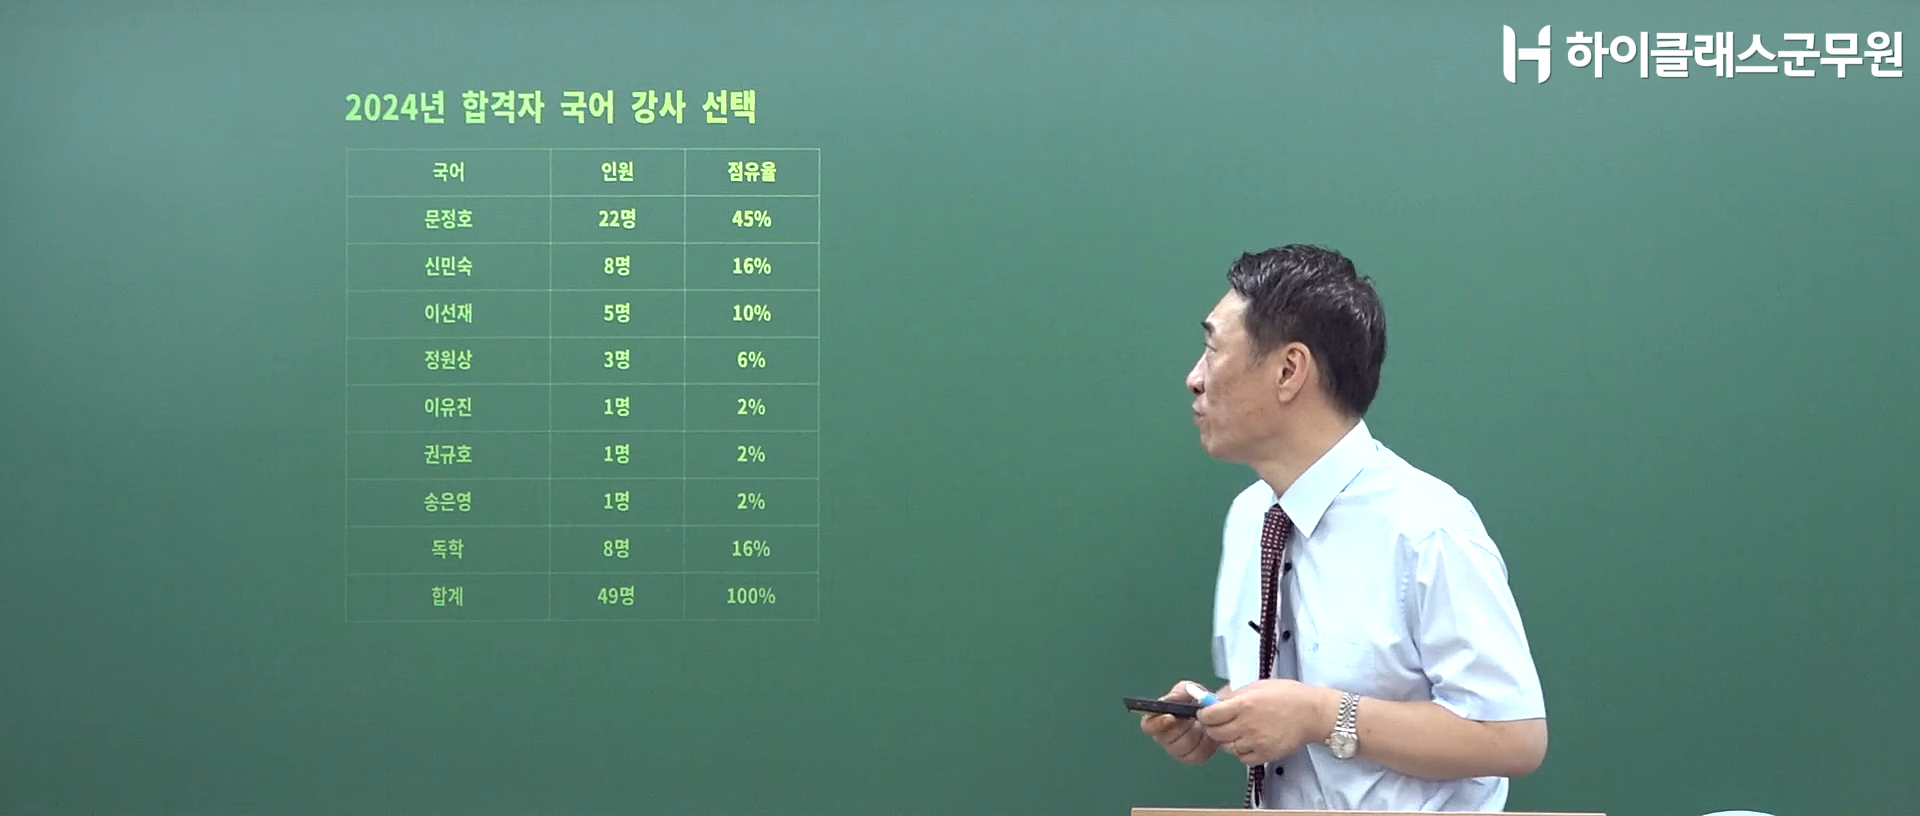 하이클래스군무원
2024년 합격자 국어 강사 선택
국어 인원 점유율
문정호 22명 45%
신민숙 8명 16%
이선재 5명 10%
정원상 3명 6%
이유진 1명 2%
권규호 1명 2%
송은영 1명 2%
독학 8명 16%
합계 49명 100%